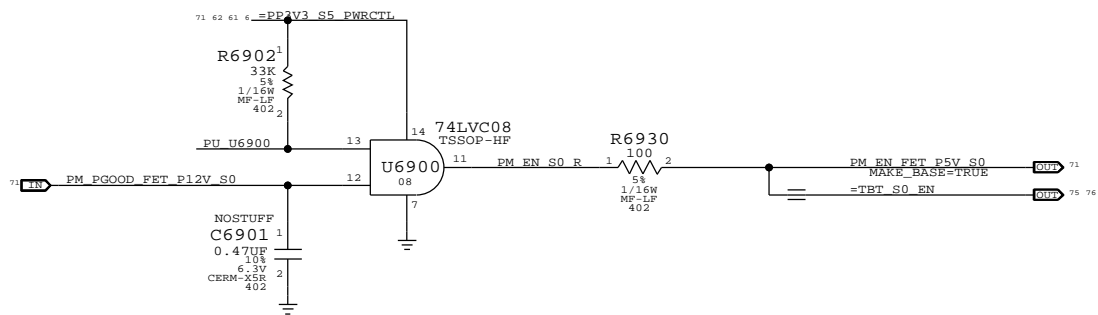 71 62 61 6 =PP3V3_S5_PWRCTL
R6902 1
33K
5%
1/16W
MF-LF
402 2
PU_U6900
13
14
74LVC08
TSSOP-HF
U6900
08
11
12
7
71 IN PM_PGOOD_FET_P12V_S0
NOSTUFF
C6901 1
0.47UF
10%
6.3V
CERM-X5R
402
2
PM_EN_S0_R
R6930
1 100 2
5%
1/16W
MF-LF
402
PM_EN_FET_P5V_S0 OUT 71
MAKE_BASE=TRUE
=TBT_S0_EN OUT 75 76